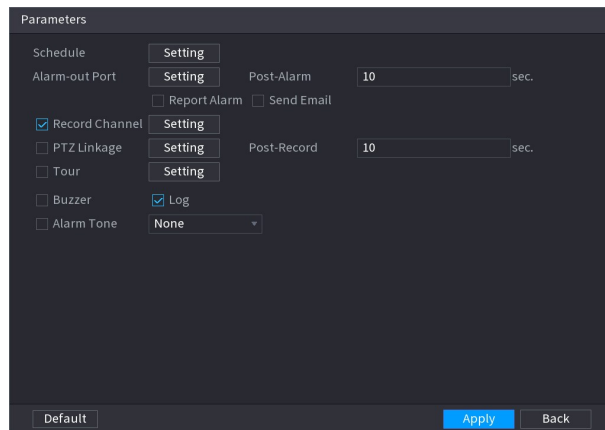 Parameters
Schedule Setting
Alarm-out Port Setting Post-Alarm 10 sec.
Report Alarm Send Email
Record Channel Setting
PTZ Linkage Setting Post-Record 10 sec.
Tour Setting
Buzzer Log
Alarm Tone None
Default Apply Back